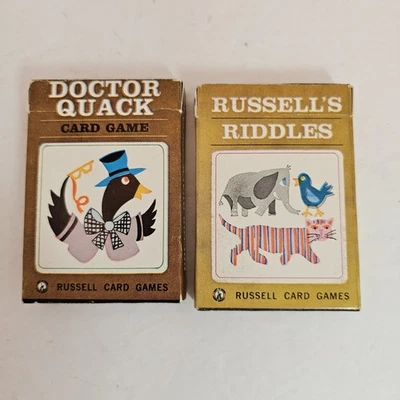 DOCTOR
QUACK
CARD GAME
RUSSELL CARD GAMES
RUSSELL'S
RIDDLES
RUSSELL CARD GAMES